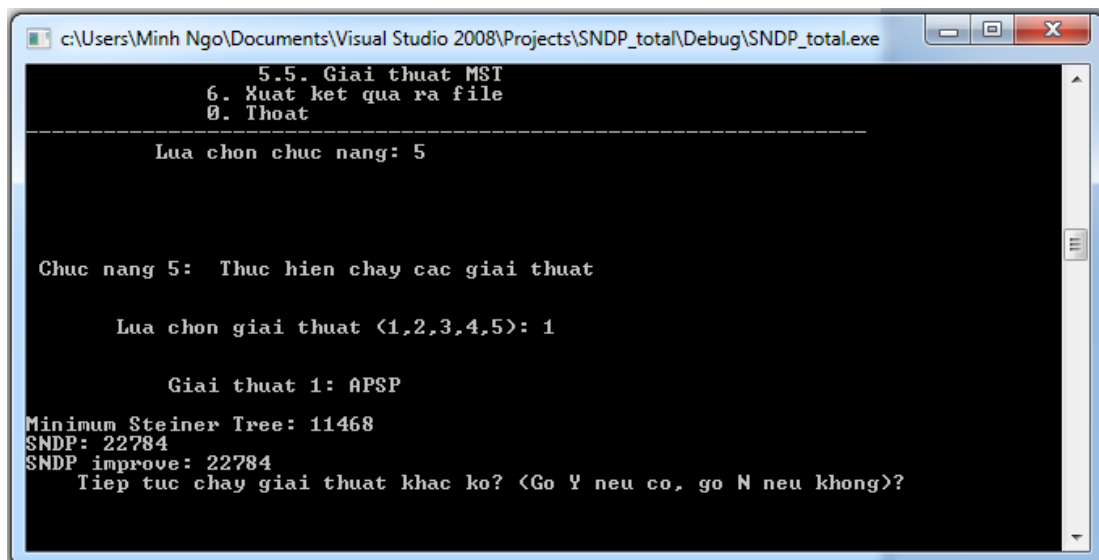 c:\Users\Minh Ngo\Documents\Visual Studio 2008\Projects\SNDP_total\Debug\SNDP_total.exe
5.5. Giai thuat MST
6. Xuat ket qua ra file
0. Thoat
Lua chon chuc nang: 5
Chuc nang 5: Thuc hien chay cac giai thuat
Lua chon giai thuat (1,2,3,4,5): 1
Giai thuat 1: APSP
Minimum Steiner Tree: 11468
SNDP: 22784
SNDP improve: 22784
Tiep tuc chay giai thuat khac ko? (Go Y neu co, go N neu khong)?